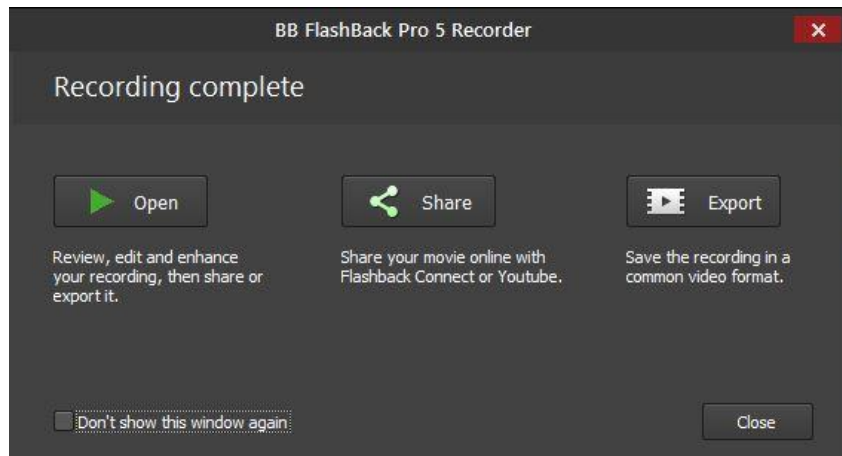 BB FlashBack Pro 5 Recorder
Recording complete
Open
Share
Export
Review, edit and enhance
your recording, then share or
export it.
Share your movie online with
Flashback Connect or Youtube.
Save the recording in a
common video format.
Don't show this window again
Close